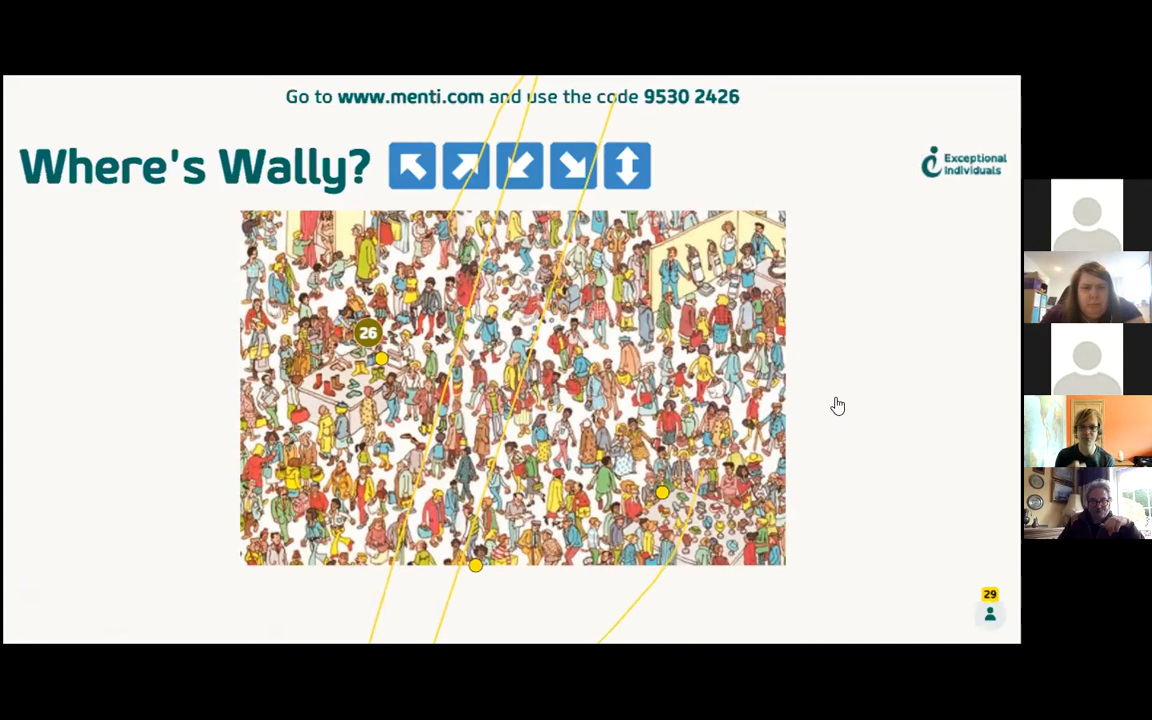 Go to www.menti.com and use the code 9530 2426
Where's Wally?
Exceptional
Individuals
26
29